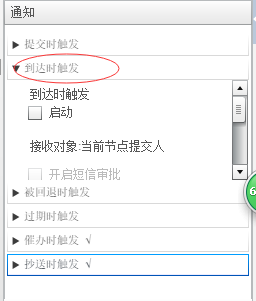 通知
提交时触发
到达时触发
到达时触发
启动
接收对象:当前节点提交人
开启短信审批
被回退时触发
过期时触发
催办时触发 √
抄送时触发 √
6